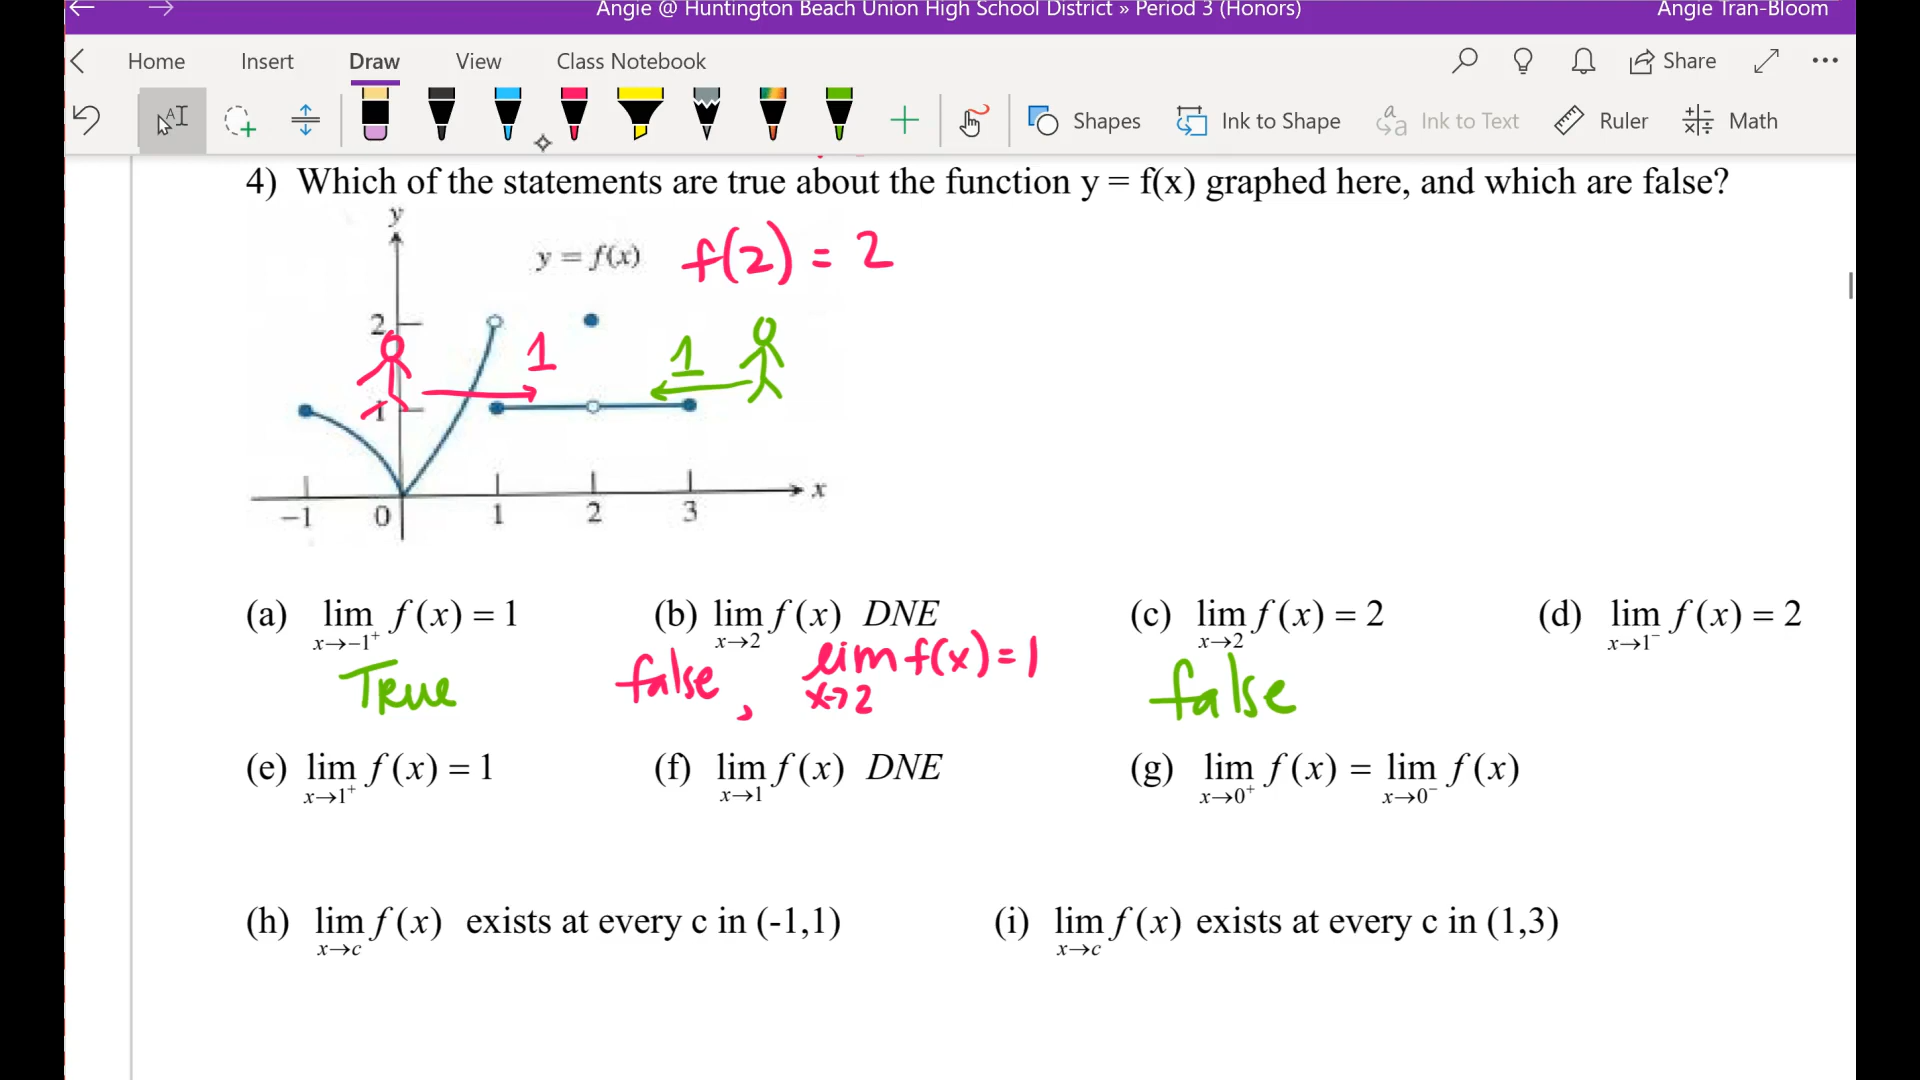 Angie @ Huntington Beach Union High School District » Period 3 (Honors) Angie Tran-Bloom
Home Insert Draw View Class Notebook Share
AI Shapes Ink to Shape Ink to Text Ruler Math
4) Which of the statements are true about the function y = f(x) graphed here, and which are false?
y
y = f(x) f(2) = 2
2
1 1
1
x
-1 0 1 2 3
(a) lim x→-1⁺ f(x) = 1 (b) lim x→2 f(x) DNE (c) lim x→2 f(x) = 2 (d) lim x→1⁻ f(x) = 2
True false, lim x→2 f(x) = 1 false
(e) lim x→1⁺ f(x) = 1 (f) lim x→1 f(x) DNE (g) lim x→0⁺ f(x) = lim x→0⁻ f(x)
(h) lim x→c f(x) exists at every c in (-1,1) (i) lim x→c f(x) exists at every c in (1,3)